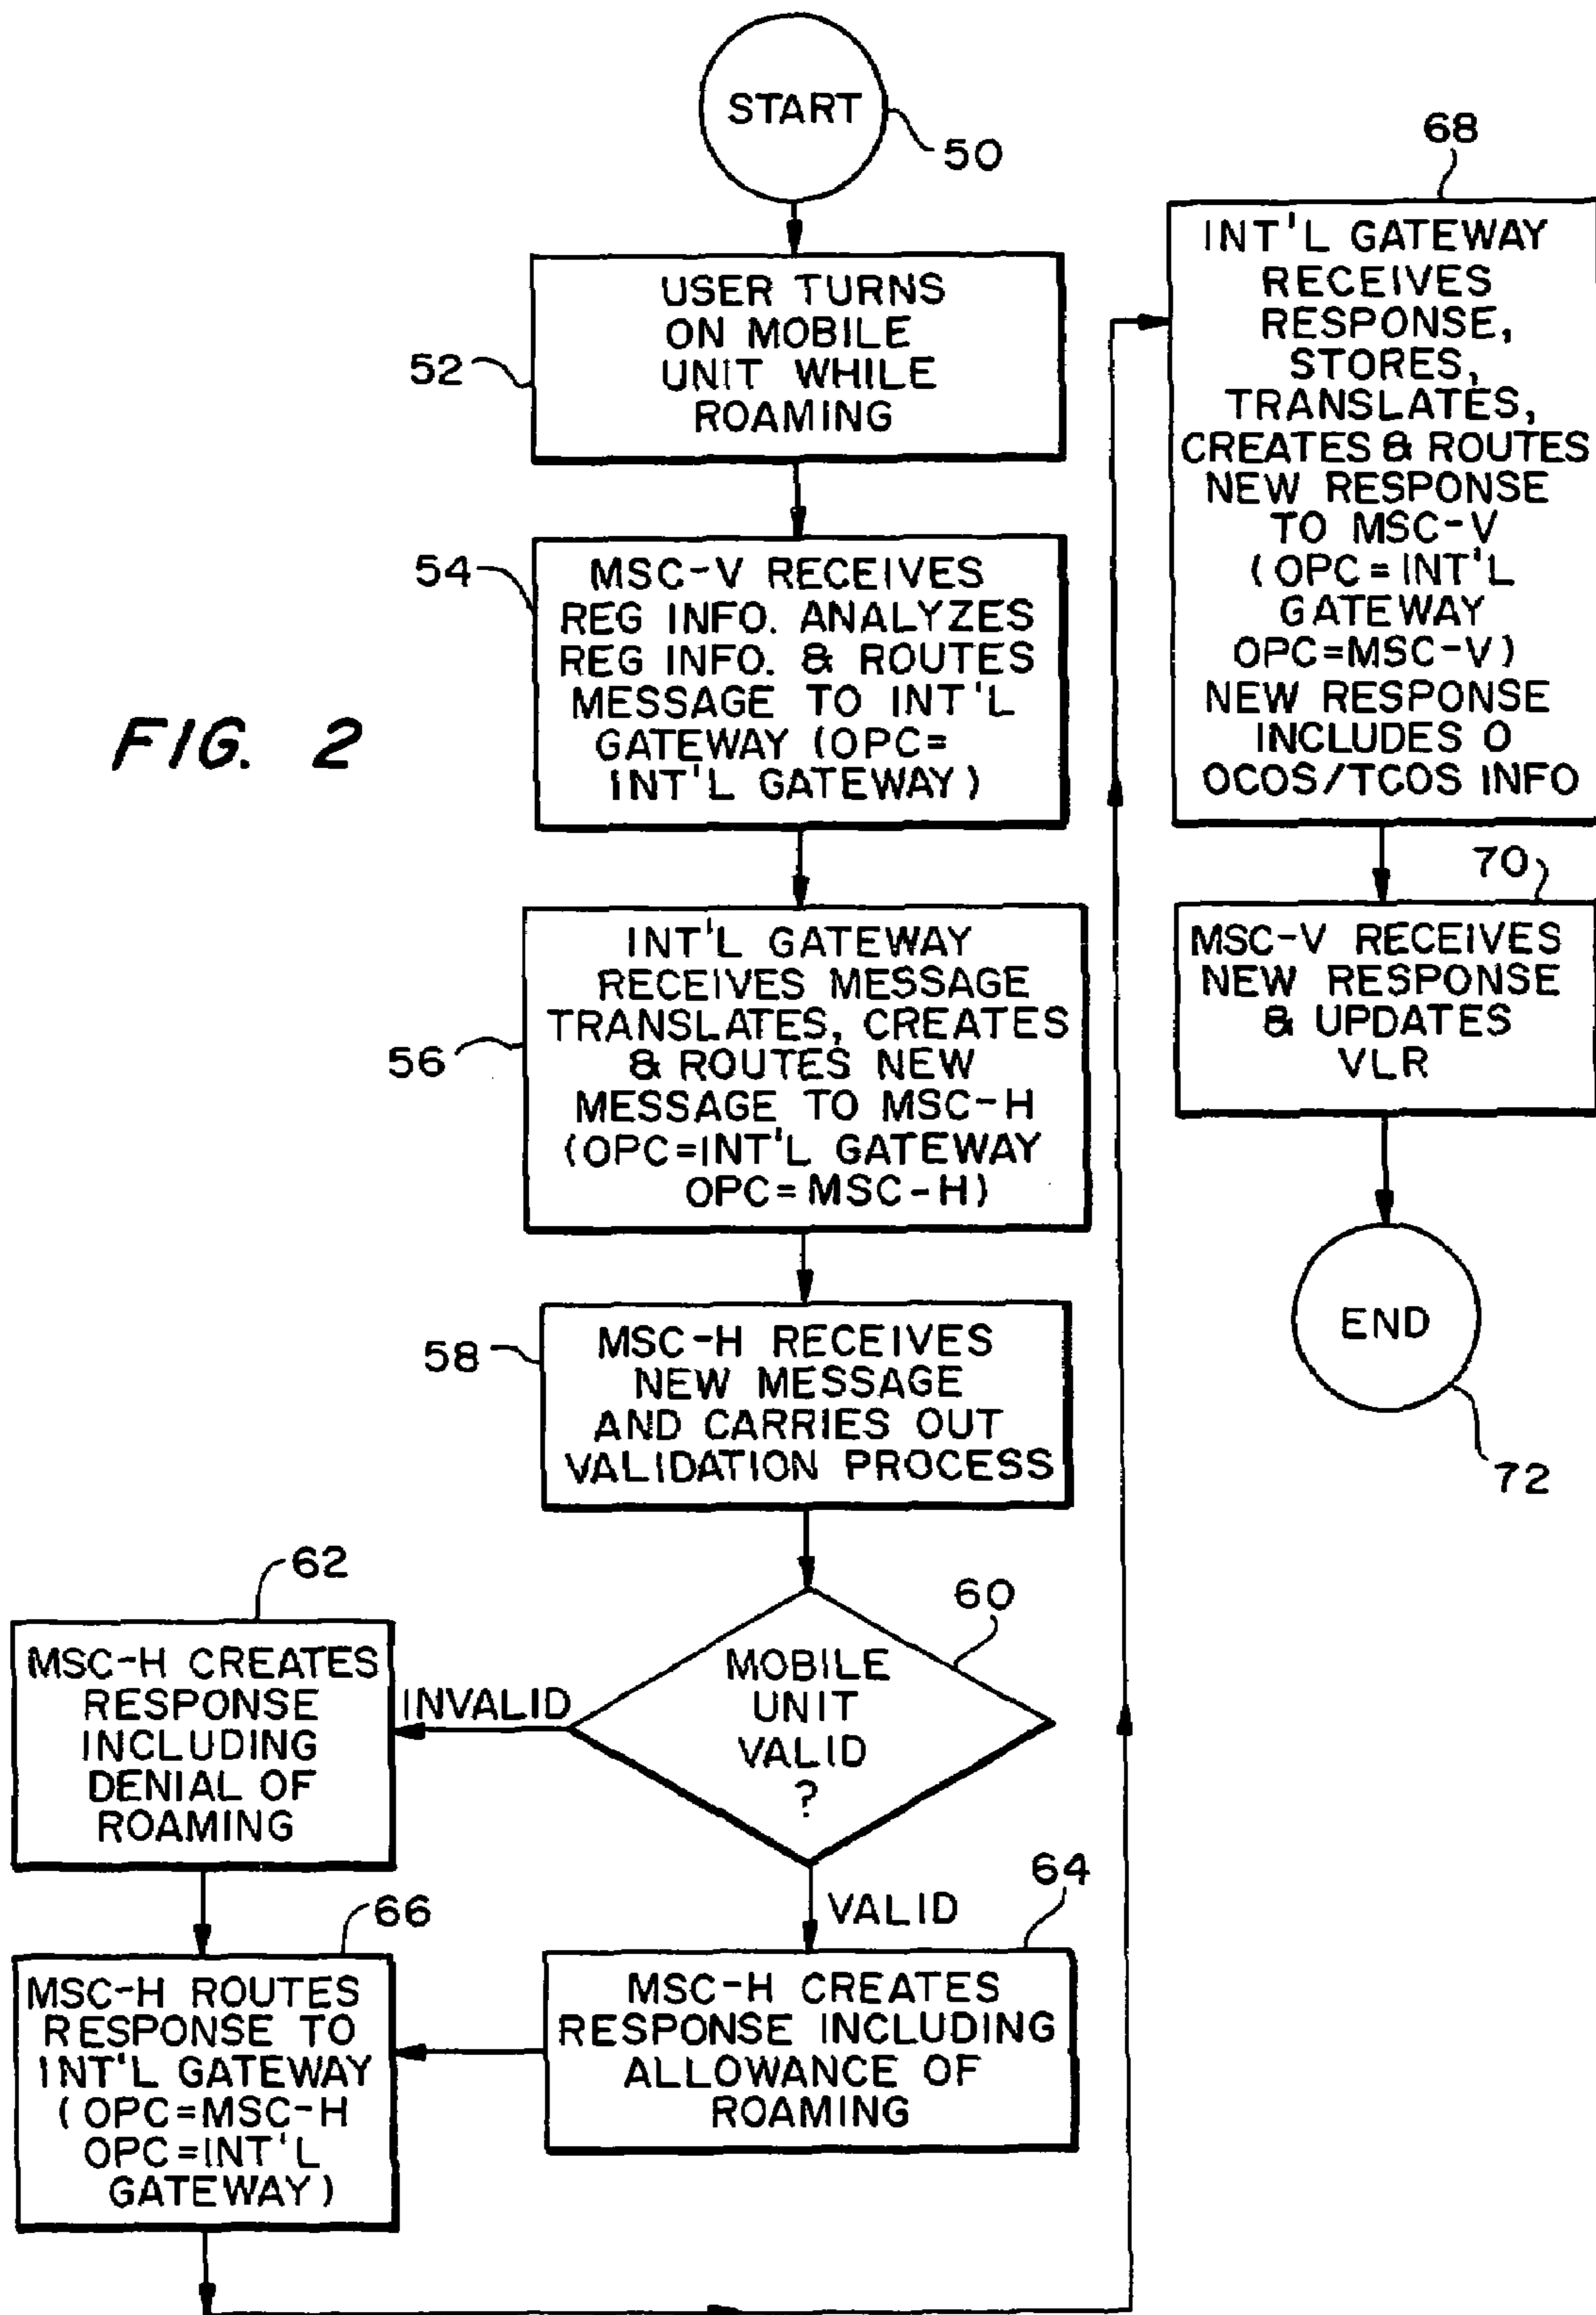 START
50
USER TURNS
ON MOBILE
UNIT WHILE
ROAMING
52
54
MSC-V RECEIVES
REG INFO. ANALYZES
REG INFO. & ROUTES
MESSAGE TO INT'L
GATEWAY (OPC=
INT'L GATEWAY)
FIG. 2
INT'L GATEWAY
RECEIVES MESSAGE
TRANSLATES, CREATES
& ROUTES NEW
MESSAGE TO MSC-H
(OPC=INT'L GATEWAY
OPC=MSC-H)
56
58
MSC-H RECEIVES
NEW MESSAGE
AND CARRIES OUT
VALIDATION PROCESS
60
MOBILE
UNIT
VALID
?
INVALID
VALID
62
MSC-H CREATES
RESPONSE
INCLUDING
DENIAL OF
ROAMING
64
MSC-H CREATES
RESPONSE INCLUDING
ALLOWANCE OF
ROAMING
66
MSC-H ROUTES
RESPONSE TO
INT'L GATEWAY
(OPC=MSC-H
OPC=INT'L
GATEWAY)
68
INT'L GATEWAY
RECEIVES
RESPONSE,
STORES,
TRANSLATES,
CREATES & ROUTES
NEW RESPONSE
TO MSC-V
(OPC=INT'L
GATEWAY
OPC=MSC-V)
NEW RESPONSE
INCLUDES O
OCOS/TCOS INFO
70
MSC-V RECEIVES
NEW RESPONSE
& UPDATES
VLR
END
72